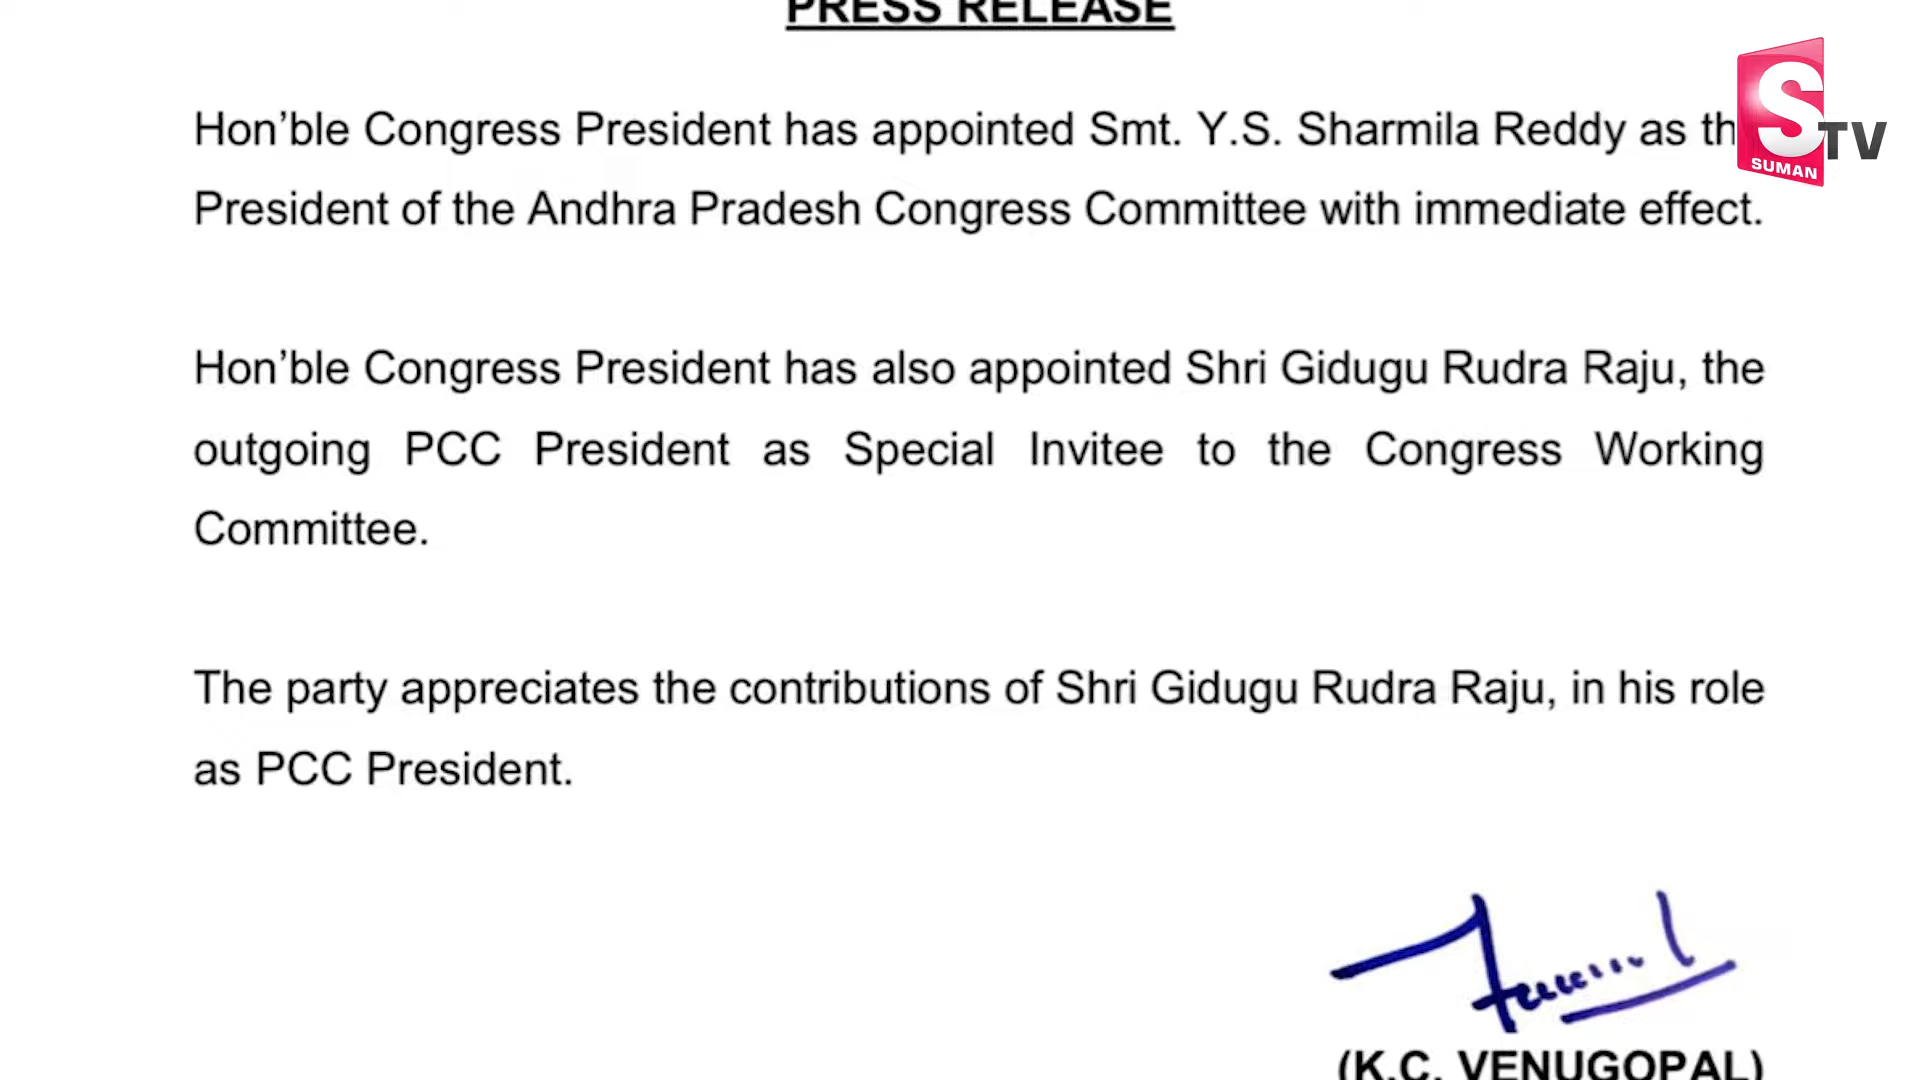 PRESS RELEASE
Hon’ble Congress President has appointed Smt. Y.S. Sharmila Reddy as th
President of the Andhra Pradesh Congress Committee with immediate effect.
Hon’ble Congress President has also appointed Shri Gidugu Rudra Raju, the
outgoing PCC President as Special Invitee to the Congress Working
Committee.
The party appreciates the contributions of Shri Gidugu Rudra Raju, in his role
as PCC President.
(K.C. VENUGOPAL)
S TV
SUMAN